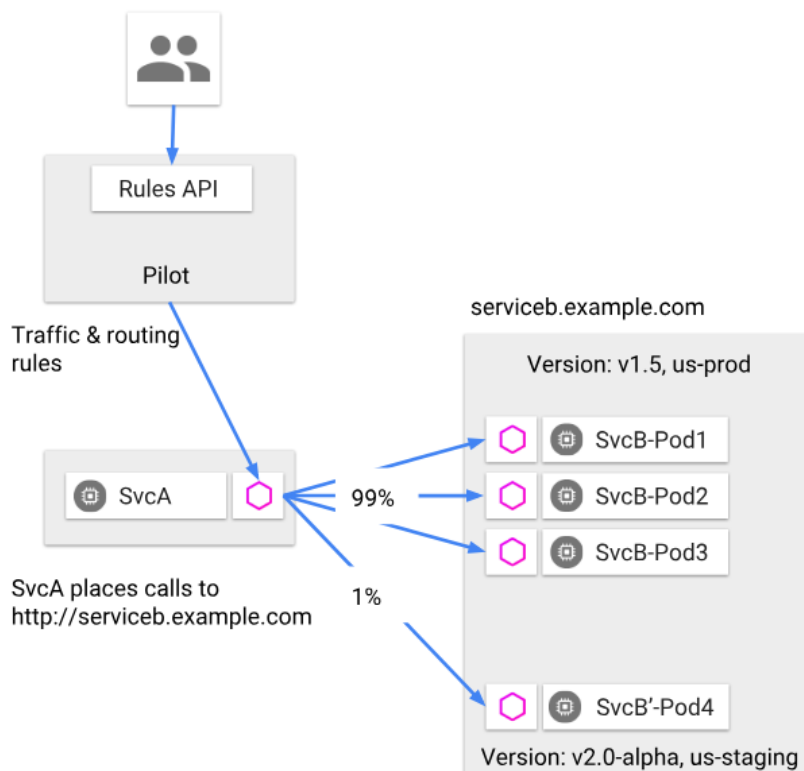 Rules API
Pilot
Traffic & routing
rules
serviceb.example.com
Version: v1.5, us-prod
SvcB-Pod1
SvcA
99%
SvcB-Pod2
SvcB-Pod3
SvcA places calls to
http://serviceb.example.com
1%
SvcB’-Pod4
Version: v2.0-alpha, us-staging